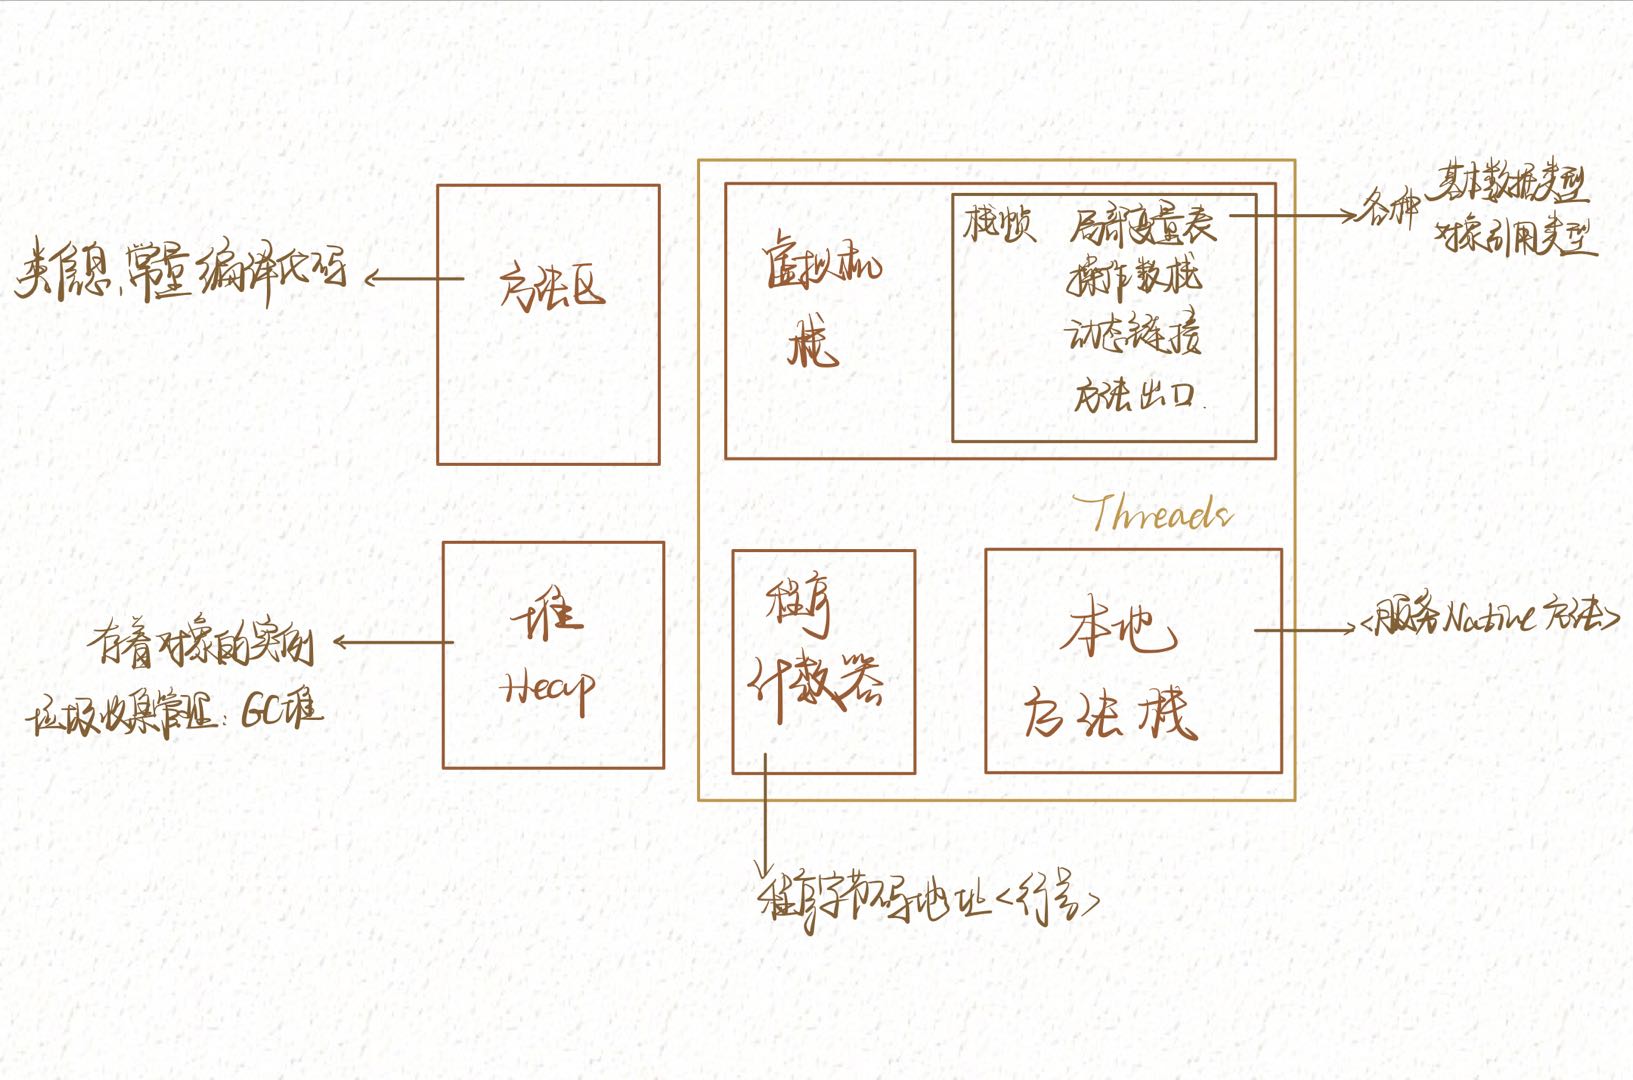 类信息、常量 编译代码
方法区
虚拟机
栈
栈帧 局部变量表
操作数栈
动态链接
方法出口.
各种 基本数据类型
对象引用类型
Threads
存着对象的实例
垃圾收集管理：GC堆
堆
Heap
程序
计数器
本地
方法栈
<服务Native方法>
程序字节码地址<行号>